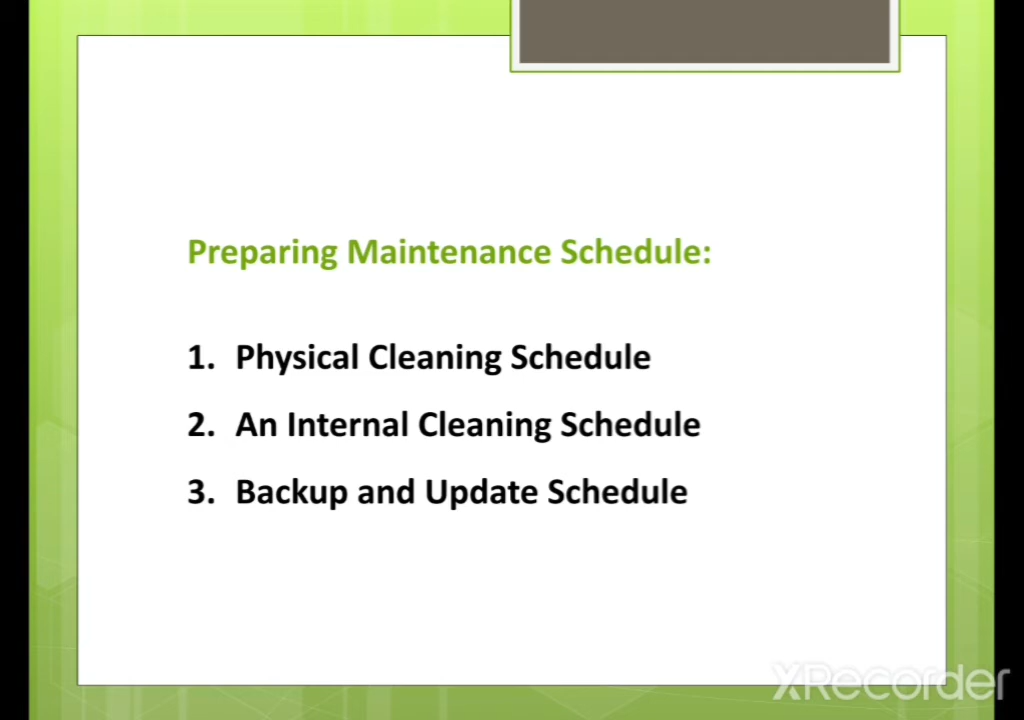 Preparing Maintenance Schedule:
1. Physical Cleaning Schedule
2. An Internal Cleaning Schedule
3. Backup and Update Schedule
XRecorder